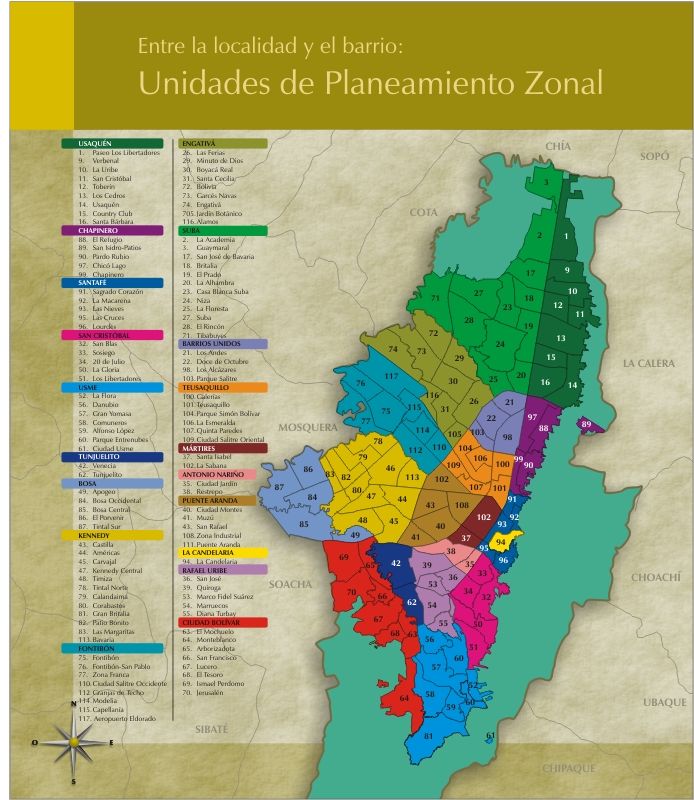 Entre la localidad y el barrio:
Unidades de Planeamiento Zonal
USAQUÉN
1. Paseo Los Libertadores
9. Verbenal
10. La Uribe
11. San Cristóbal
12. Toberín
13. Los Cedros
14. Usaquén
15. Country Club
16. Santa Bárbara
CHAPINERO
88. El Refugio
89. San Isidro-Patios
90. Pardo Rubio
97. Chicó Lago
99. Chapinero
SANTAFÉ
91. Sagrado Corazón
92. La Macarena
93. Las Nieves
95. Las Cruces
96. Lourdes
SAN CRISTÓBAL
32. San Blas
33. Sosiego
34. 20 de Julio
50. La Gloria
51. Los Libertadores
USME
52. La Flora
56. Danubio
57. Gran Yomasa
58. Comuneros
59. Alfonso López
60. Parque Entrenubes
61. Ciudad Usme
TUNJUELITO
42. Venecia
62. Tunjuelito
BOSA
49. Apogeo
84. Bosa Occidental
85. Bosa Central
86. El Porvenir
87. Tintal Sur
KENNEDY
43. Castilla
44. Américas
45. Carvajal
47. Kennedy Central
48. Timiza
78. Tintal Norte
79. Calandaima
80. Corabastos
81. Gran Britalia
82. Patio Bonito
83. Las Margaritas
113. Bavaria
FONTIBÓN
75. Fontibón
76. Fontibón-San Pablo
77. Zona Franca
110. Ciudad Salitre Occidente
112. Granjas de Techo
114. Modelia
115. Capellanía
117. Aeropuerto Eldorado
ENGATIVÁ
26. Las Ferias
29. Minuto de Dios
30. Boyacá Real
31. Santa Cecilia
72. Bolivia
73. Garcés Navas
74. Engativá
705. Jardín Botánico
116. Alamos
SUBA
2. La Academia
3. Guaymaral
17. San José de Bavaria
18. Britalia
19. El Prado
20. La Alhambra
23. Casa Blanca Suba
24. Niza
25. La Floresta
27. Suba
28. El Rincón
71. Tibabuyes
BARRIOS UNIDOS
21. Los Andes
22. Doce de Octubre
98. Los Alcázares
103. Parque Salitre
TEUSAQUILLO
100. Galerías
101. Teusaquillo
104. Parque Simón Bolívar
106. La Esmeralda
107. Quinta Paredes
109. Ciudad Salitre Oriental
MÁRTIRES
37. Santa Isabel
102. La Sabana
ANTONIO NARIÑO
35. Ciudad Jardín
38. Restrepo
PUENTE ARANDA
40. Ciudad Montes
41. Muzú
43. San Rafael
108. Zona Industrial
111. Puente Aranda
LA CANDELARIA
94. La Candelaria
RAFAEL URIBE
36. San José
39. Quiroga
53. Marco Fidel Suárez
54. Marruecos
55. Diana Turbay
CIUDAD BOLÍVAR
63. El Mochuelo
64. Monteblanco
65. Arborizadota
66. San Francisco
67. Lucero
68. El Tesoro
69. Ismael Perdomo
70. Jerusalén
CHÍA
SOPÓ
COTA
LA CALERA
MOSQUERA
SOACHA
CHOACHÍ
UBAQUE
SIBATÉ
CHIPAQUE
3
2
1
17
9
71
27
18
10
23
12
11
28
19
72
13
74
73
24
15
29
117
76
25
20
16
14
30
116
26
21
75
115
31
22
97
77
114
105
103
98
88
89
78
112
110
104
79
109
106
100
99
90
86
83
82
46
113
102
107
101
87
84
80
47
44
43
108
91
85
48
45
40
102
92
93
49
41
37
94
69
65
42
38
95
96
39
35
70
66
53
36
33
34
32
67
62
54
68
63
55
50
56
57
60
51
64
58
52
59
60
81
61
N
O
E
S